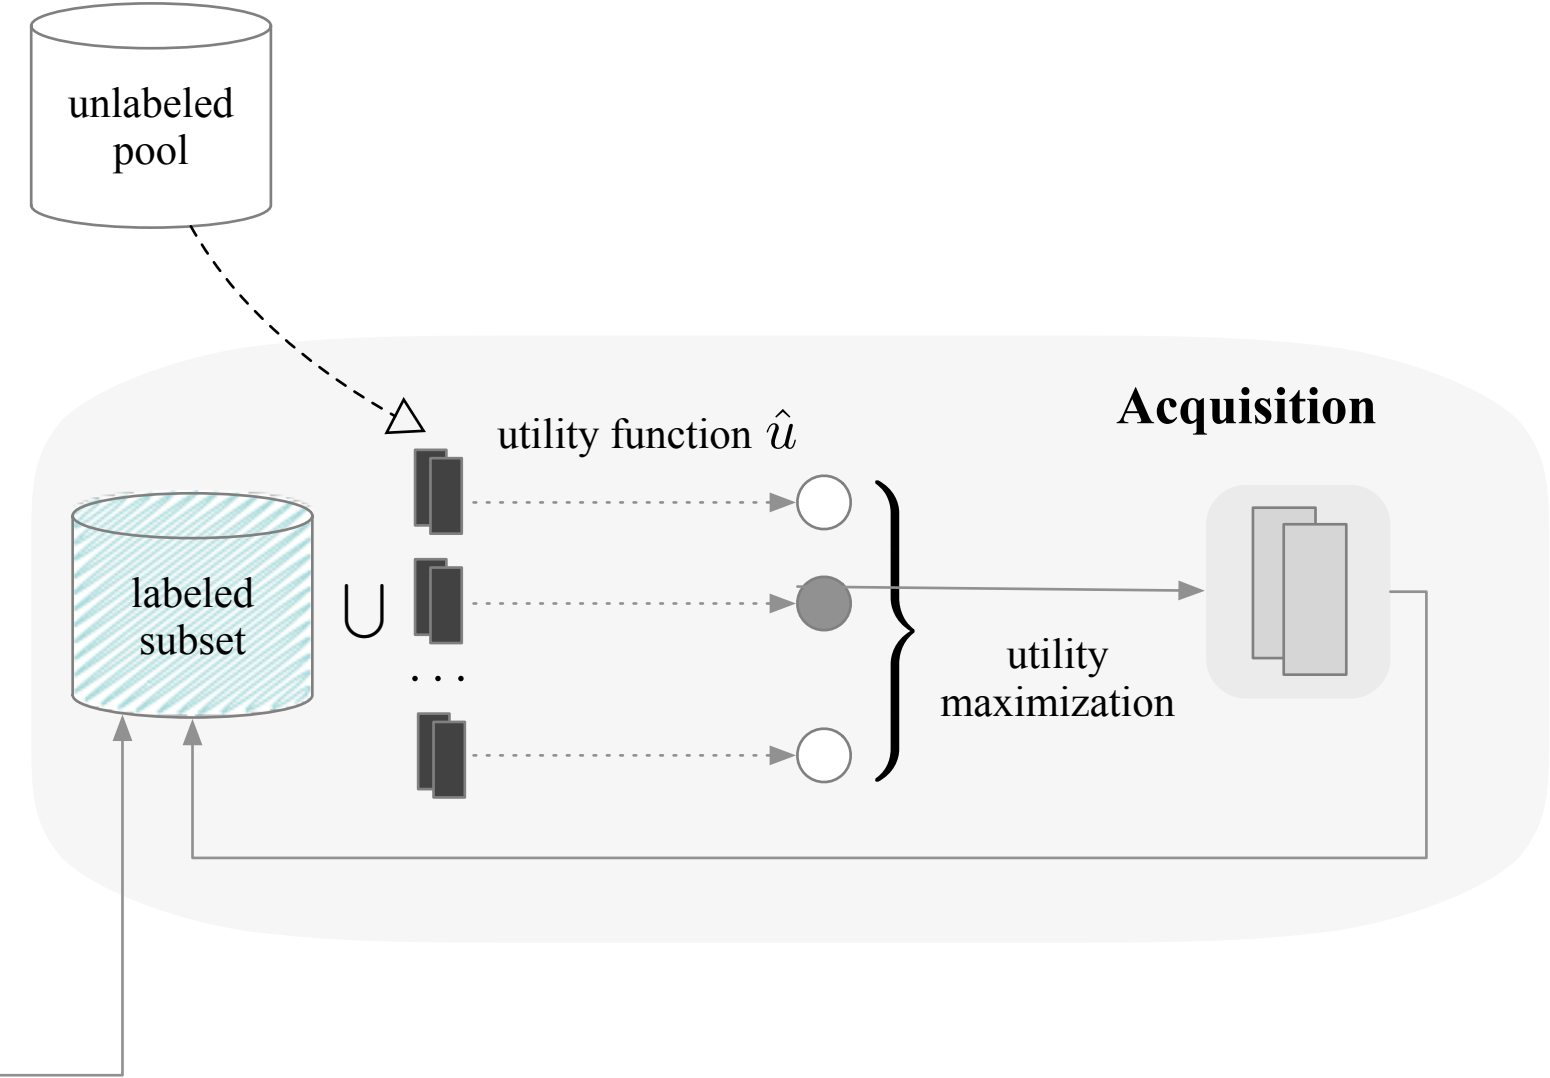 unlabeled
pool
Acquisition
utility function û
labeled
subset
∪
. . .
utility
maximization